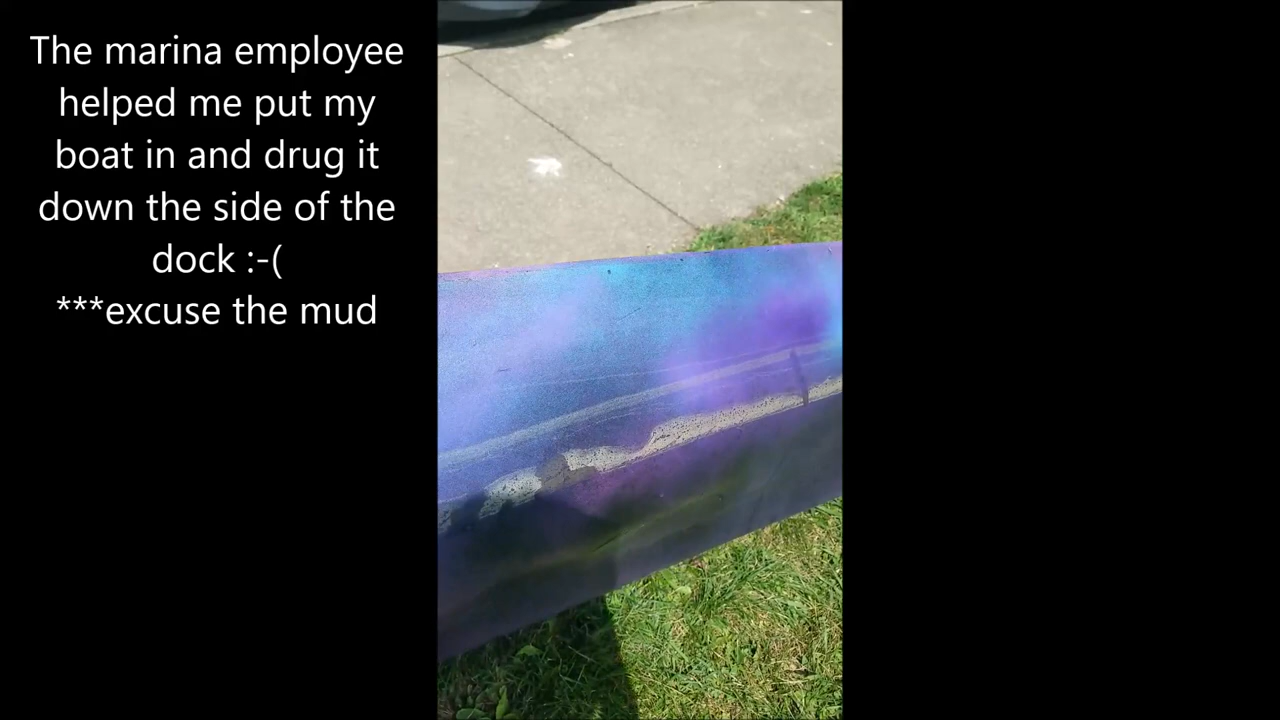 The marina employee
helped me put my
boat in and drug it
down the side of the
dock :-(
***excuse the mud